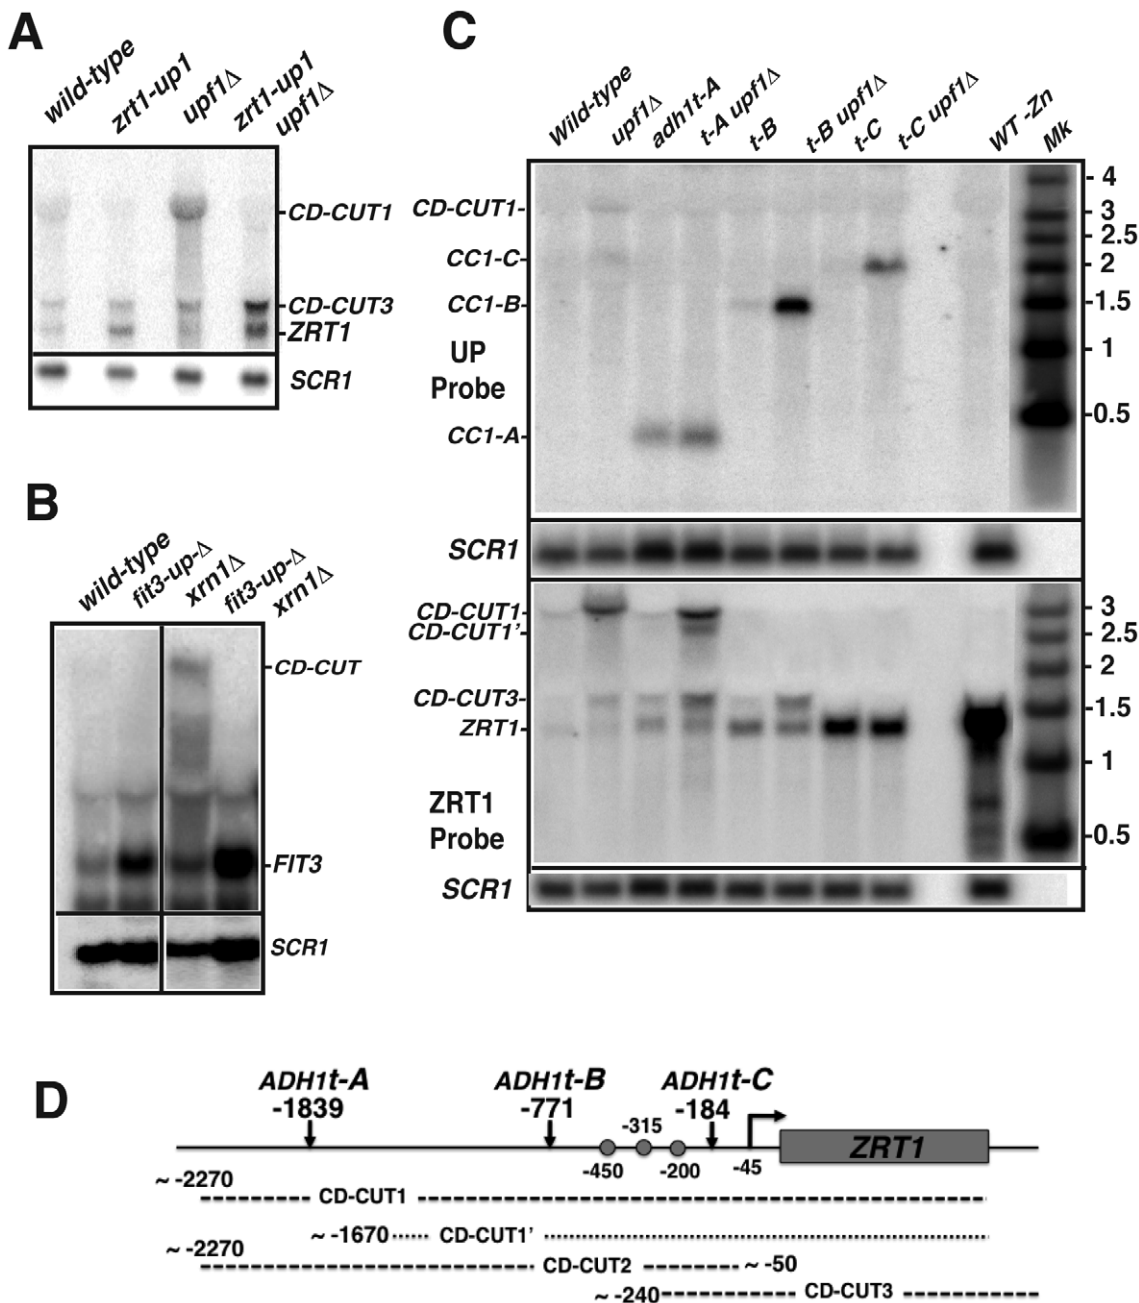 A
wild-type
zrt1-up1
upf1Δ
zrt1-up1
upf1Δ
CD-CUT1
CD-CUT3
ZRT1
SCR1
B
wild-type
fit3-up-Δ
xrn1Δ
fit3-up-Δ
xrn1Δ
CD-CUT
FIT3
SCR1
C
Wild-type
upf1Δ
adh1t-A
t-A upf1Δ
t-B
t-B upf1Δ
t-C
t-C upf1Δ
WT -Zn
Mk
CD-CUT1
CC1-C
CC1-B
UP
Probe
CC1-A
4
3
2.5
2
1.5
1
0.5
SCR1
CD-CUT1
CD-CUT1’
CD-CUT3
ZRT1
ZRT1
Probe
3
2.5
2
1.5
1
0.5
SCR1
D
ADH1t-A ADH1t-B ADH1t-C
-1839 -771 -184
-315
-450 -200 -45
ZRT1
~ -2270
CD-CUT1
~ -1670 CD-CUT1’
~ -2270
CD-CUT2 ~ -50
~ -240 CD-CUT3